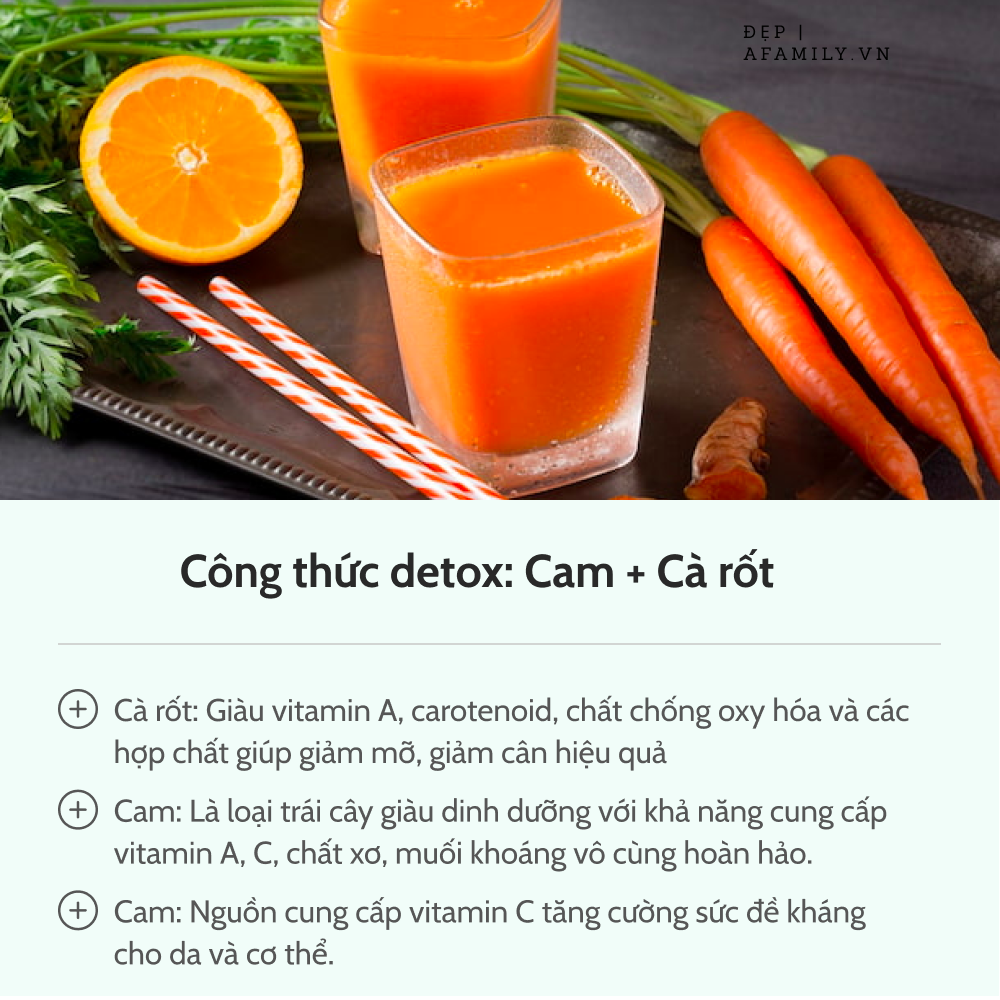 ĐẸP |
AFAMILY.VN
Công thức detox: Cam + Cà rốt
Cà rốt: Giàu vitamin A, carotenoid, chất chống oxy hóa và các
hợp chất giúp giảm mỡ, giảm cân hiệu quả
Cam: Là loại trái cây giàu dinh dưỡng với khả năng cung cấp
vitamin A, C, chất xơ, muối khoáng vô cùng hoàn hảo.
Cam: Nguồn cung cấp vitamin C tăng cường sức đề kháng
cho da và cơ thể.